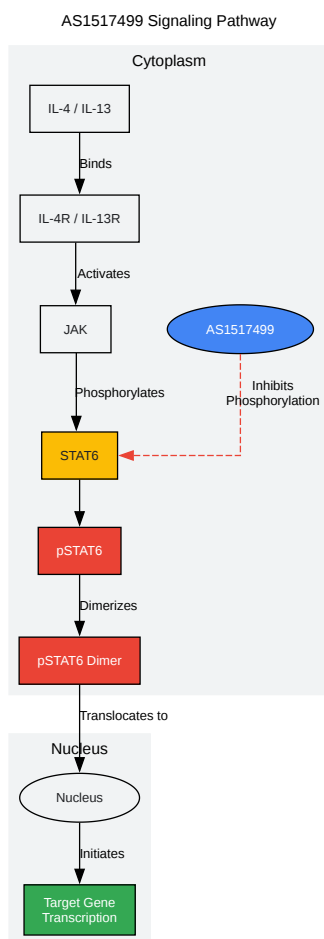 AS1517499 Signaling Pathway
Cytoplasm
IL-4 / IL-13
Binds
IL-4R / IL-13R
Activates
JAK
AS1517499
Phosphorylates
Inhibits
Phosphorylation
STAT6
pSTAT6
Dimerizes
pSTAT6 Dimer
Translocates to
Nucleus
Nucleus
Initiates
Target Gene
Transcription